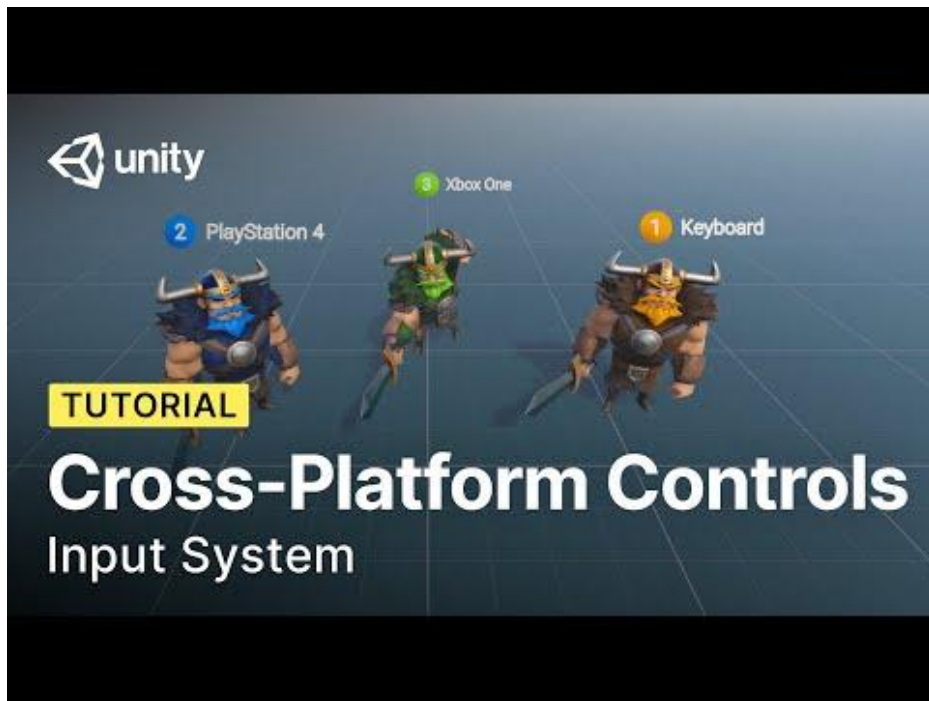 unity
3 Xbox One
2 PlayStation 4
1 Keyboard
TUTORIAL
Cross-Platform Controls
Input System